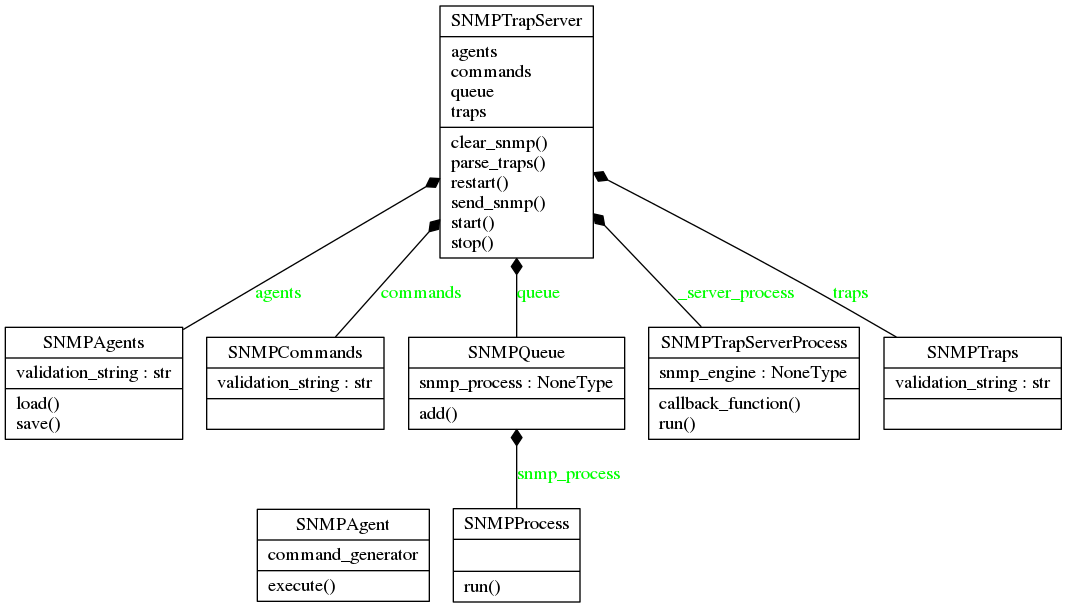 SNMPTrapServer
agents
commands
queue
traps
clear_snmp()
parse_traps()
restart()
send_snmp()
start()
stop()
agents
commands
queue
_server_process
traps
SNMPAgents
validation_string : str
load()
save()
SNMPCommands
validation_string : str
SNMPQueue
snmp_process : NoneType
add()
SNMPTrapServerProcess
snmp_engine : NoneType
callback_function()
run()
SNMPTraps
validation_string : str
snmp_process
SNMPAgent
command_generator
execute()
SNMPProcess
run()